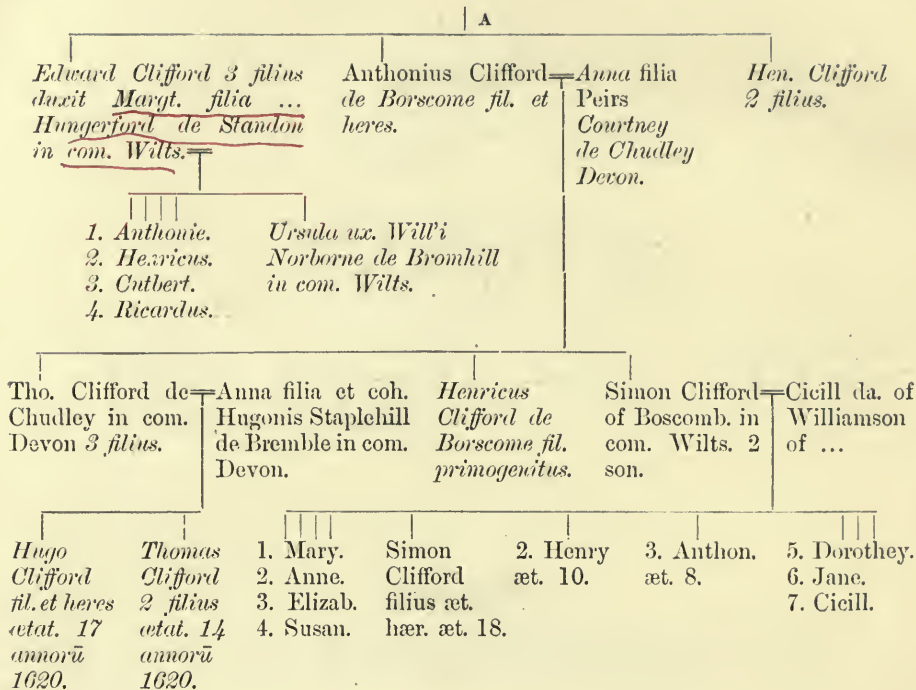 A
Edward Clifford 3 filius
duxit Margt. filia ...
Hungerford de Standon
in com. Wilts.
Anthonius Clifford
de Borscome fil. et
heres.
Anna filia
Peirs
Courtney
de Chudley
Devon.
Hen. Clifford
2 filius.
1. Anthonie.
2. Henricus.
3. Cutbert.
4. Ricardus.
Ursula ux. Will'i
Norborne de Bromhill
in com. Wilts.
Tho. Clifford de
Chudley in com.
Devon 3 filius.
Anna filia et coh.
Hugonis Staplehill
de Bremble in com.
Devon.
Henricus
Clifford de
Borscome fil.
primogenitus.
Simon Clifford
of Boscomb. in
com. Wilts. 2
son.
Cicill da. of
Williamson
of ...
Hugo
Clifford
fil. et heres
ætat. 17
annorū
1620.
Thomas
Clifford
2 filius
ætat. 14
annorū
1620.
1. Mary.
2. Anne.
3. Elizab.
4. Susan.
Simon
Clifford
filius æt.
hær. æt. 18.
2. Henry
æt. 10.
3. Anthon.
æt. 8.
5. Dorothey.
6. Jane.
7. Cicill.